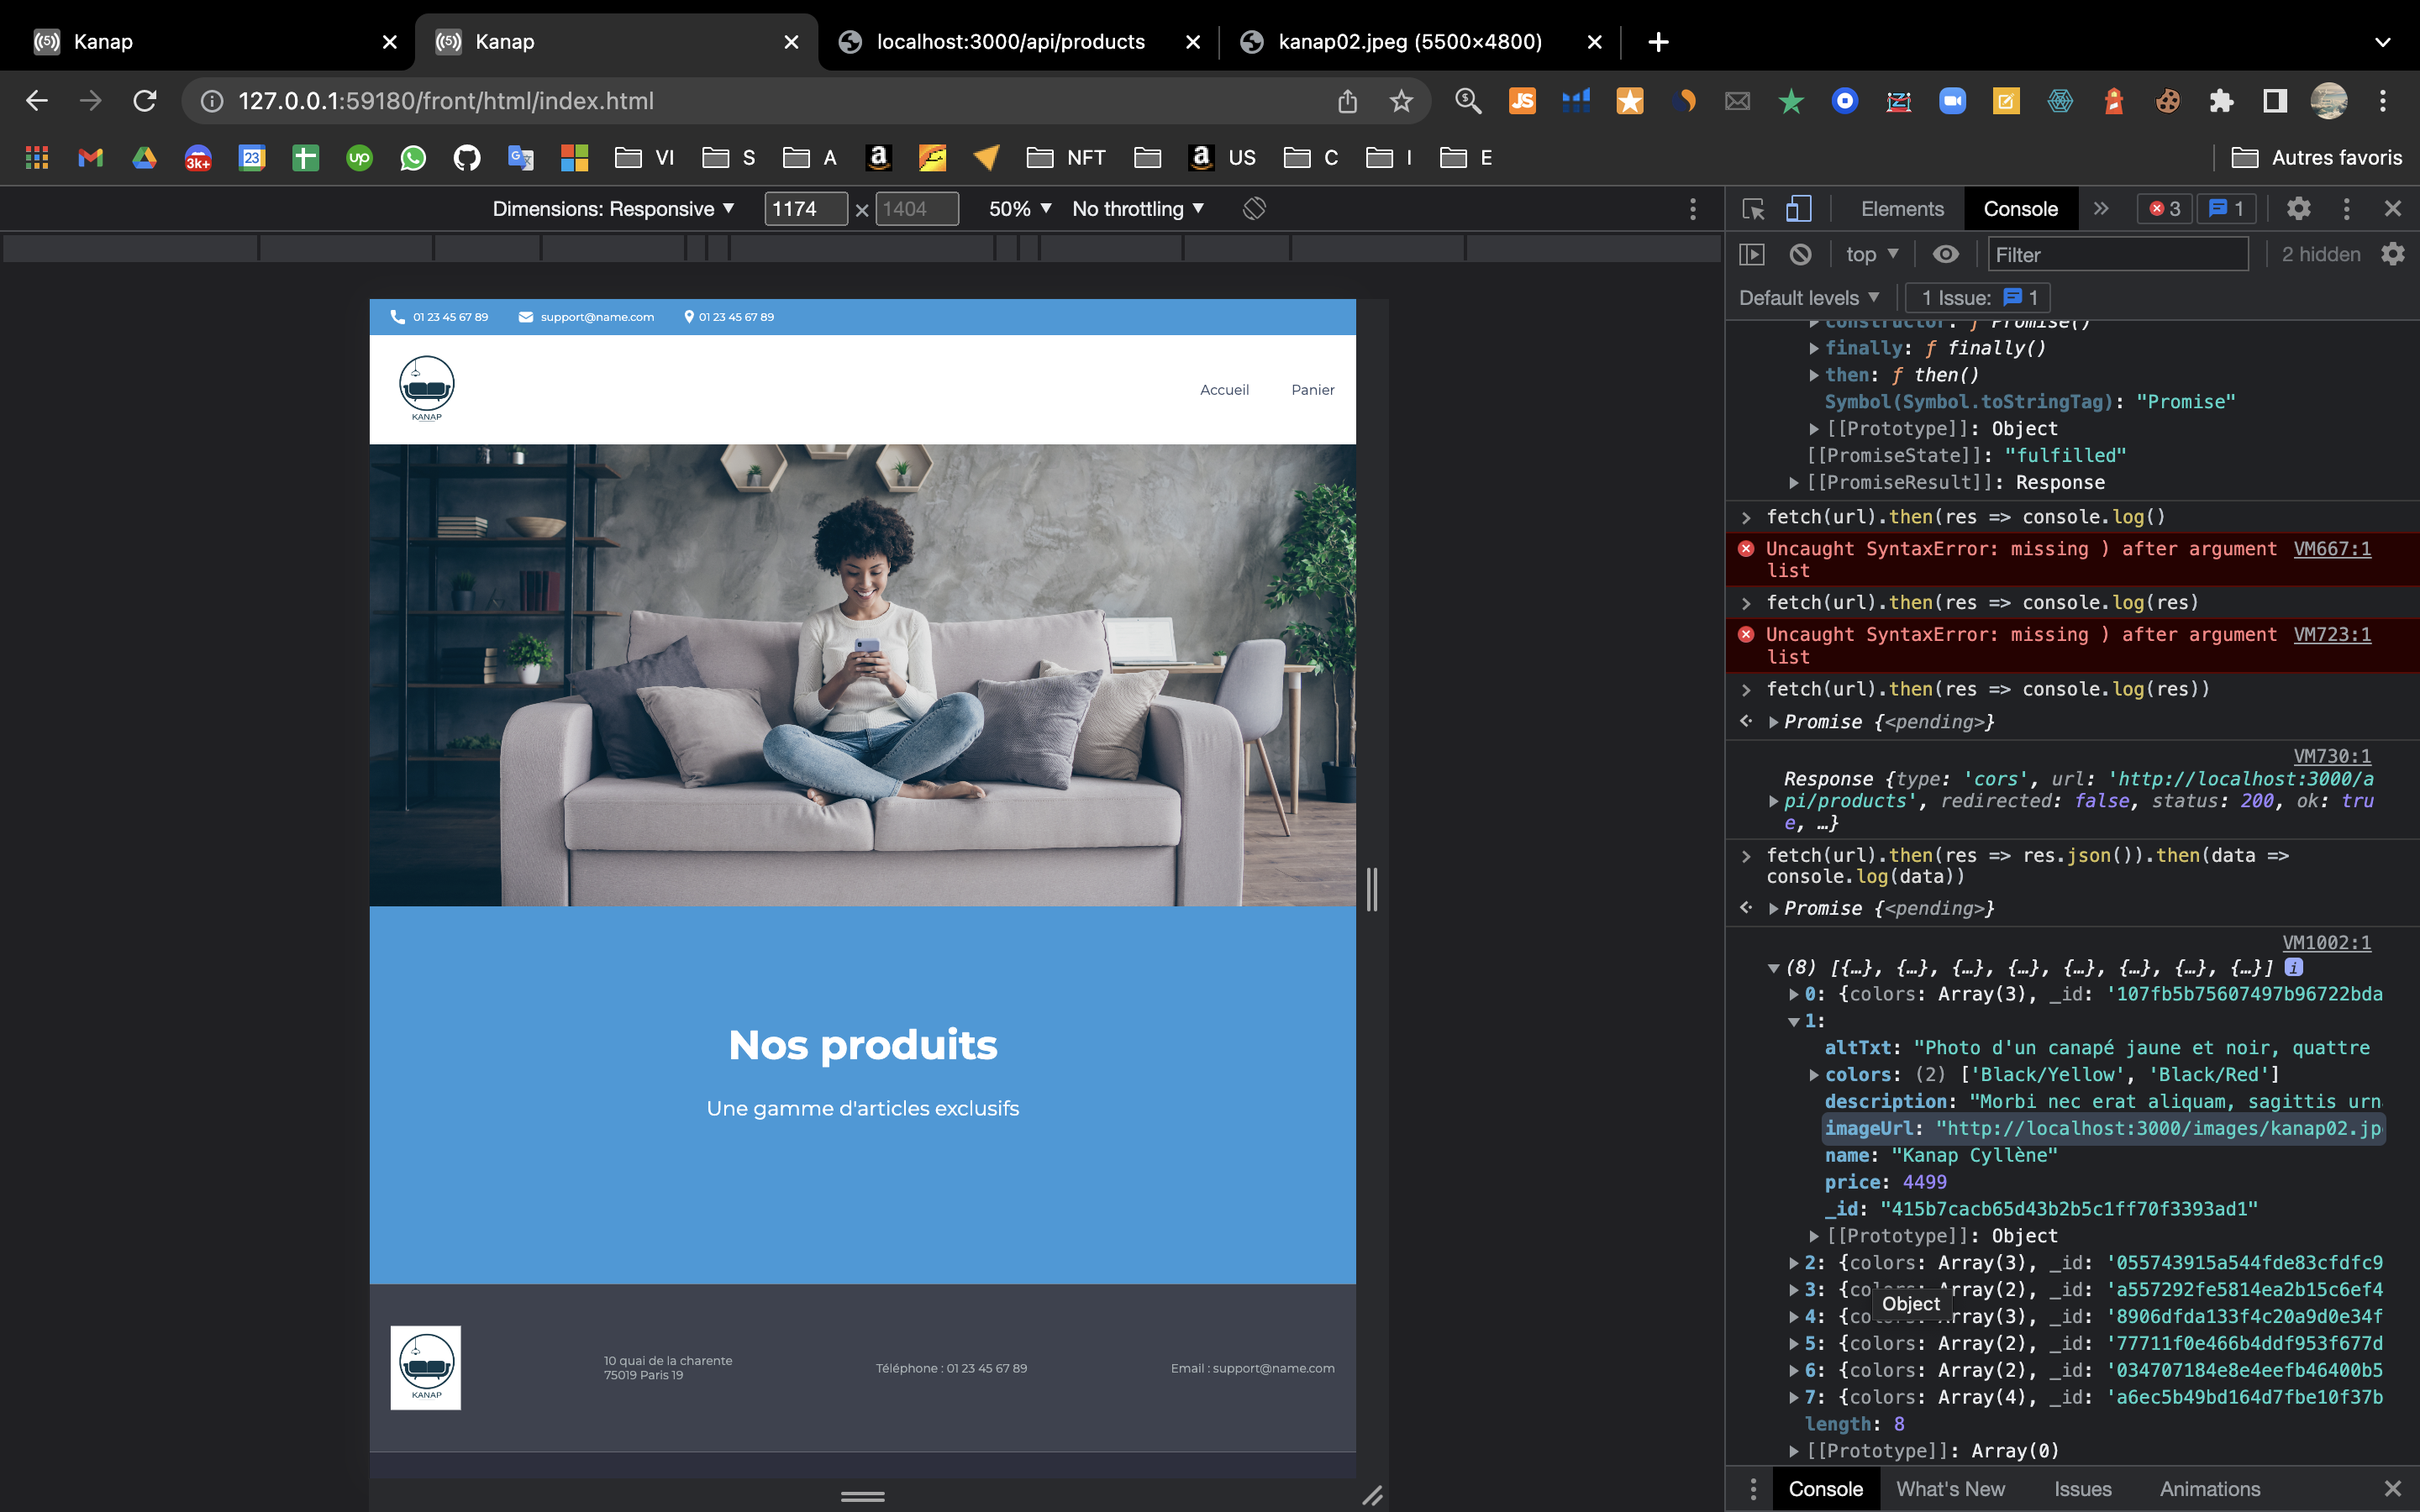 Kanap
Kanap
localhost:3000/api/products
kanap02.jpeg (5500×4800)
127.0.0.1:59180/front/html/index.html
3k+
23
up
VI
S
A
NFT
US
C
I
E
Autres favoris
Dimensions: Responsive
1174
1404
50%
No throttling
Elements
Console
3
1
top
Filter
2 hidden
Default levels
1 Issue:
1
01 23 45 67 89
support@name.com
01 23 45 67 89
KANAP
Accueil
Panier
Nos produits
Une gamme d'articles exclusifs
KANAP
10 quai de la charente
75019 Paris 19
Téléphone : 01 23 45 67 89
Email : support@name.com
constructor: ƒ Promise()
finally: ƒ finally()
then: ƒ then()
Symbol(Symbol.toStringTag): "Promise"
[[Prototype]]: Object
[[PromiseState]]: "fulfilled"
[[PromiseResult]]: Response
fetch(url).then(res => console.log()
Uncaught SyntaxError: missing ) after argument VM667:1
list
fetch(url).then(res => console.log(res)
Uncaught SyntaxError: missing ) after argument VM723:1
list
fetch(url).then(res => console.log(res))
Promise {<pending>}
VM730:1
Response {type: 'cors', url: 'http://localhost:3000/a
pi/products', redirected: false, status: 200, ok: tru
e, …}
fetch(url).then(res => res.json()).then(data =>
console.log(data))
Promise {<pending>}
VM1002:1
(8) [{…}, {…}, {…}, {…}, {…}, {…}, {…}, {…}]
0: {colors: Array(3), _id: '107fb5b75607497b96722bda
1:
altTxt: "Photo d'un canapé jaune et noir, quattre
colors: (2) ['Black/Yellow', 'Black/Red']
description: "Morbi nec erat aliquam, sagittis urn
imageUrl: "http://localhost:3000/images/kanap02.jp
name: "Kanap Cyllène"
price: 4499
_id: "415b7cacb65d43b2b5c1ff70f3393ad1"
[[Prototype]]: Object
2: {colors: Array(3), _id: '055743915a544fde83cfdfc9
3: {co Array(2), _id: 'a557292fe5814ea2b15c6ef4
Object
4: {co rray(3), _id: '8906dfda133f4c20a9d0e34f
5: {colors: Array(2), _id: '77711f0e466b4ddf953f677d
6: {colors: Array(2), _id: '034707184e8e4eefb46400b5
7: {colors: Array(4), _id: 'a6ec5b49bd164d7fbe10f37b
length: 8
[[Prototype]]: Array(0)
Console
What's New
Issues
Animations